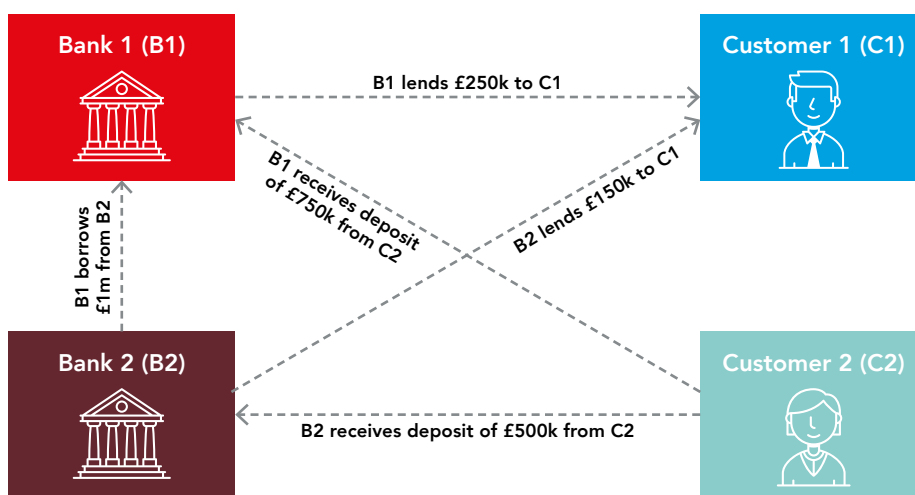 Bank 1 (B1)
Customer 1 (C1)
B1 lends £250k to C1
B1 receives deposit
of £750k from C2
B2 lends £150k to C1
B1 borrows
£1m from B2
Bank 2 (B2)
Customer 2 (C2)
B2 receives deposit of £500k from C2